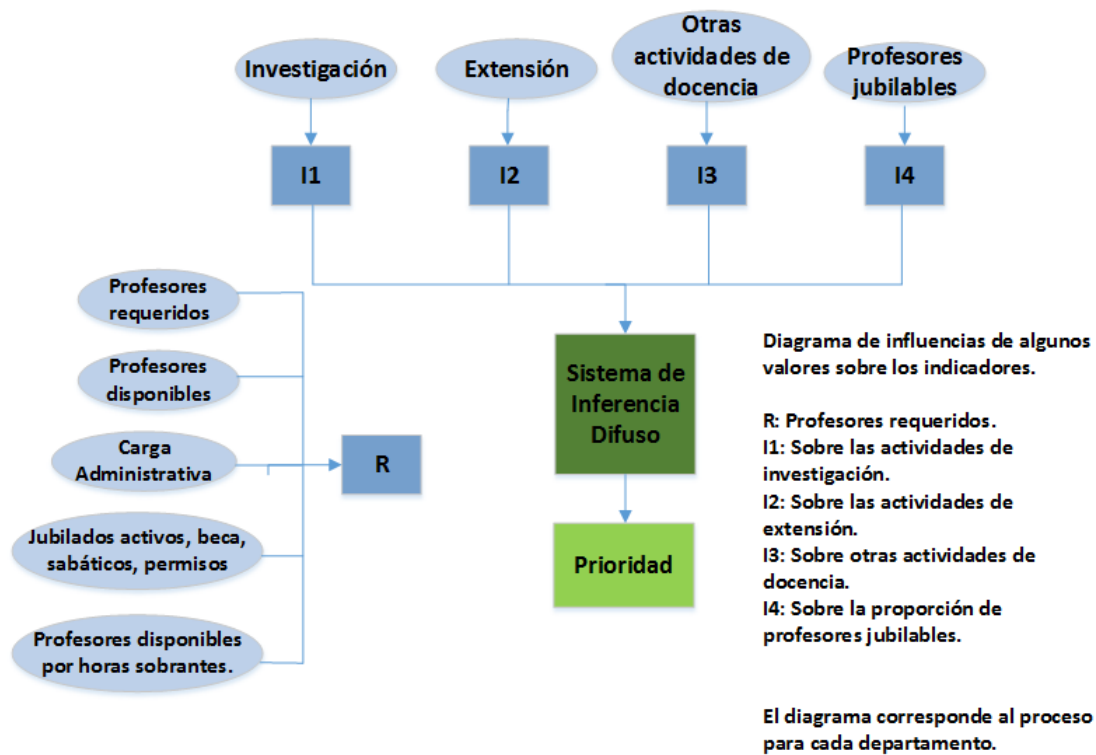 Investigación
Extensión
Otras
actividades de
docencia
Profesores
jubilables
I1
I2
I3
I4
Profesores
requeridos
Profesores
disponibles
Carga
Administrativa
Jubilados activos, beca,
sabáticos, permisos
Profesores disponibles
por horas sobrantes.
R
Sistema de
Inferencia
Difuso
Prioridad
Diagrama de influencias de algunos
valores sobre los indicadores.
R: Profesores requeridos.
I1: Sobre las actividades de
investigación.
I2: Sobre las actividades de
extensión.
I3: Sobre otras actividades de
docencia.
I4: Sobre la proporción de
profesores jubilables.
El diagrama corresponde al proceso
para cada departamento.